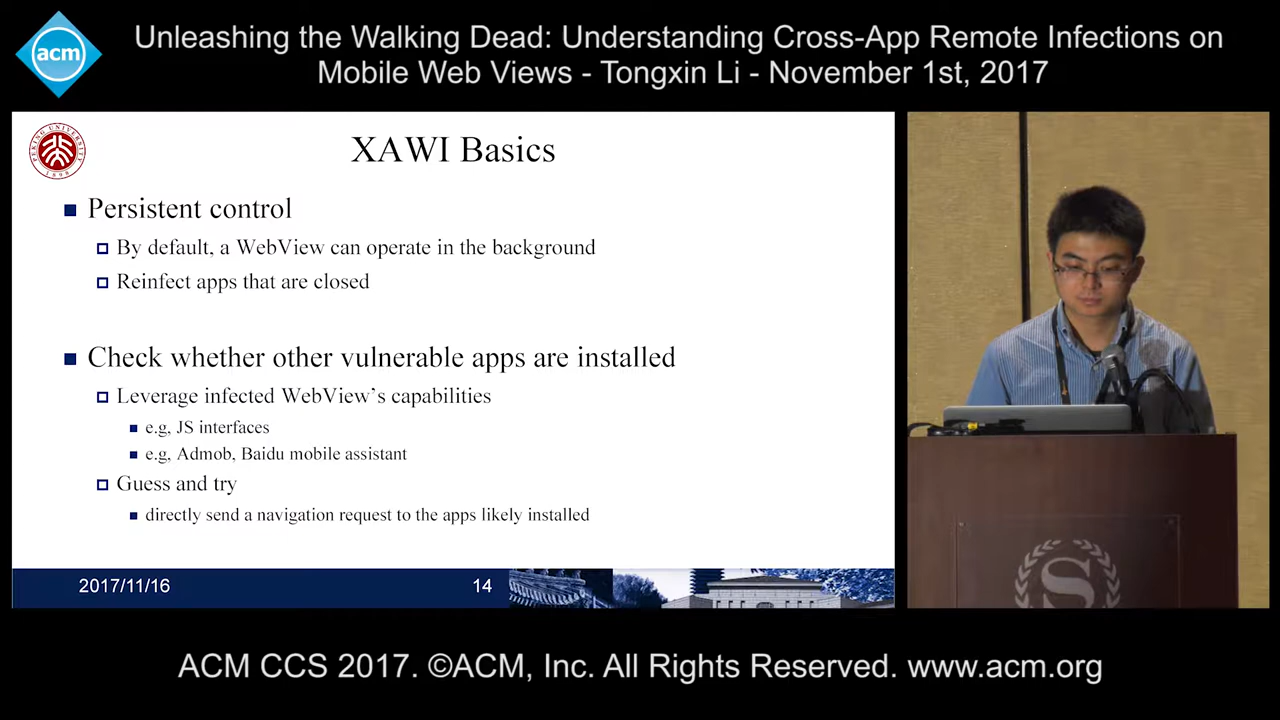 acm
Unleashing the Walking Dead: Understanding Cross-App Remote Infections on
Mobile Web Views - Tongxin Li - November 1st, 2017
PEKING UNIVERSITY
1898
XAWI Basics
Persistent control
By default, a WebView can operate in the background
Reinfect apps that are closed
Check whether other vulnerable apps are installed
Leverage infected WebView's capabilities
e.g, JS interfaces
e.g, Admob, Baidu mobile assistant
Guess and try
directly send a navigation request to the apps likely installed
2017/11/16
14
S
ACM CCS 2017. ©ACM, Inc. All Rights Reserved. www.acm.org